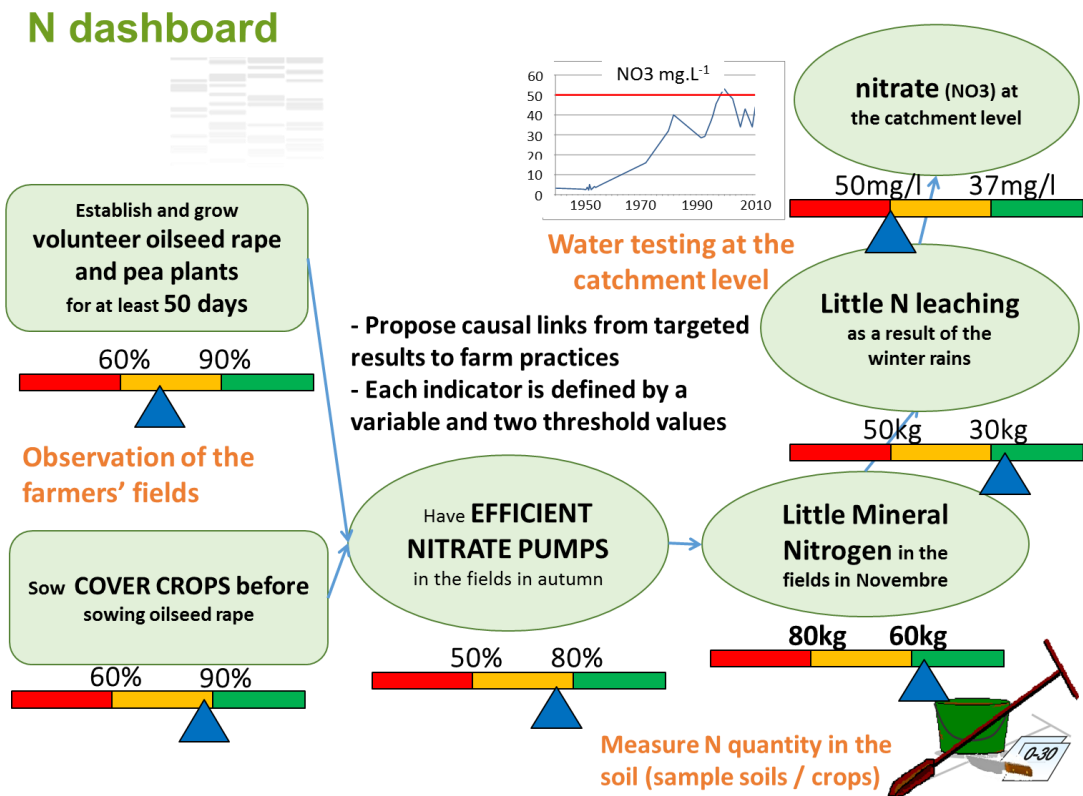 N dashboard
NO3 mg.L-1
60
50
40
30
20
10
0
1950
1970
1990
2010
Water testing at the
catchment level
nitrate (NO3) at
the catchment level
50mg/l
37mg/l
Establish and grow
volunteer oilseed rape
and pea plants
for at least 50 days
60%
90%
Observation of the
farmers’ fields
- Propose causal links from targeted
results to farm practices
- Each indicator is defined by a
variable and two threshold values
Little N leaching
as a result of the
winter rains
50kg
30kg
Sow COVER CROPS before
sowing oilseed rape
60%
90%
Have EFFICIENT
NITRATE PUMPS
in the fields in autumn
50%
80%
Little Mineral
Nitrogen in the
fields in Novembre
80kg
60kg
Measure N quantity in the
soil (sample soils / crops)
0-30